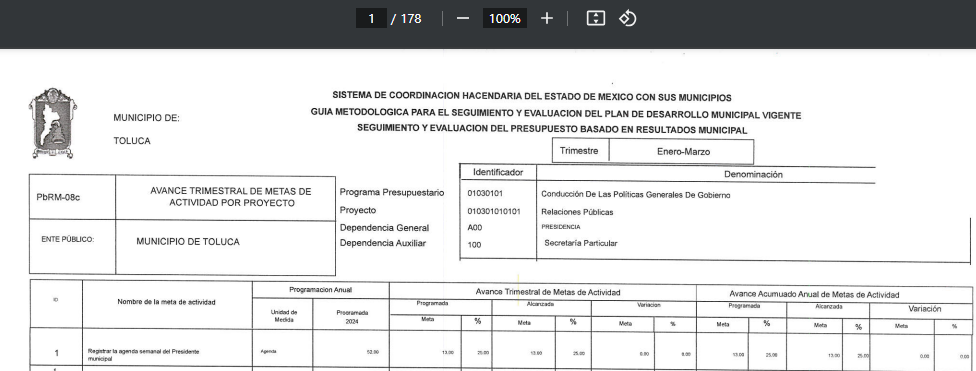 1 / 178 100%
SISTEMA DE COORDINACION HACENDARIA DEL ESTADO DE MEXICO CON SUS MUNICIPIOS
GUIA METODOLOGICA PARA EL SEGUIMIENTO Y EVALUACION DEL PLAN DE DESARROLLO MUNICIPAL VIGENTE
SEGUIMIENTO Y EVALUACION DEL PRESUPUESTO BASADO EN RESULTADOS MUNICIPAL
MUNICIPIO DE:
TOLUCA
Trimestre Enero-Marzo
Identificador Denominación
PbRM-08c AVANCE TRIMESTRAL DE METAS DE
ACTIVIDAD POR PROYECTO
Programa Presupuestario 01030101 Conducción De Las Políticas Generales De Gobierno
Proyecto 010301010101 Relaciones Públicas
Dependencia General A00 PRESIDENCIA
Dependencia Auxiliar 100 Secretaría Particular
ENTE PÚBLICO: MUNICIPIO DE TOLUCA
ID Nombre de la meta de actividad Programacion Anual Avance Trimestral de Metas de Actividad Avance Acumuado Anual de Metas de Actividad
Unidad de
Medida
Programada
2024
Programada Alcanzada Variacion Programada Alcanzada Variación
Meta % Meta % Meta % Meta % Meta % Meta %
1 Registrar la agenda semanal del Presidente
municipal
Agenda 52.00 13.00 25.00 13.00 25.00 0.00 0.00 13.00 25.00 13.00 25.00 0.00 0.00